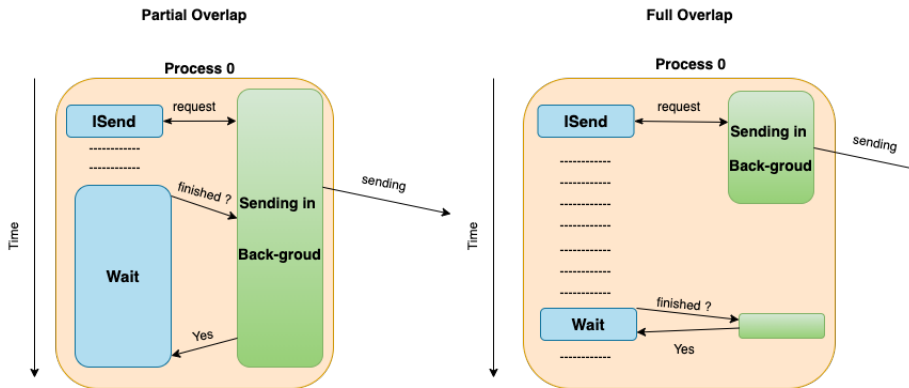 Partial Overlap
Process 0
Time
ISend
request
------------
------------
finished ?
Sending in
Back-groud
sending
Wait
Yes
Full Overlap
Process 0
Time
ISend
request
Sending in
Back-groud
sending
------------
------------
------------
------------
------------
------------
------------
finished ?
Wait
Yes
------------